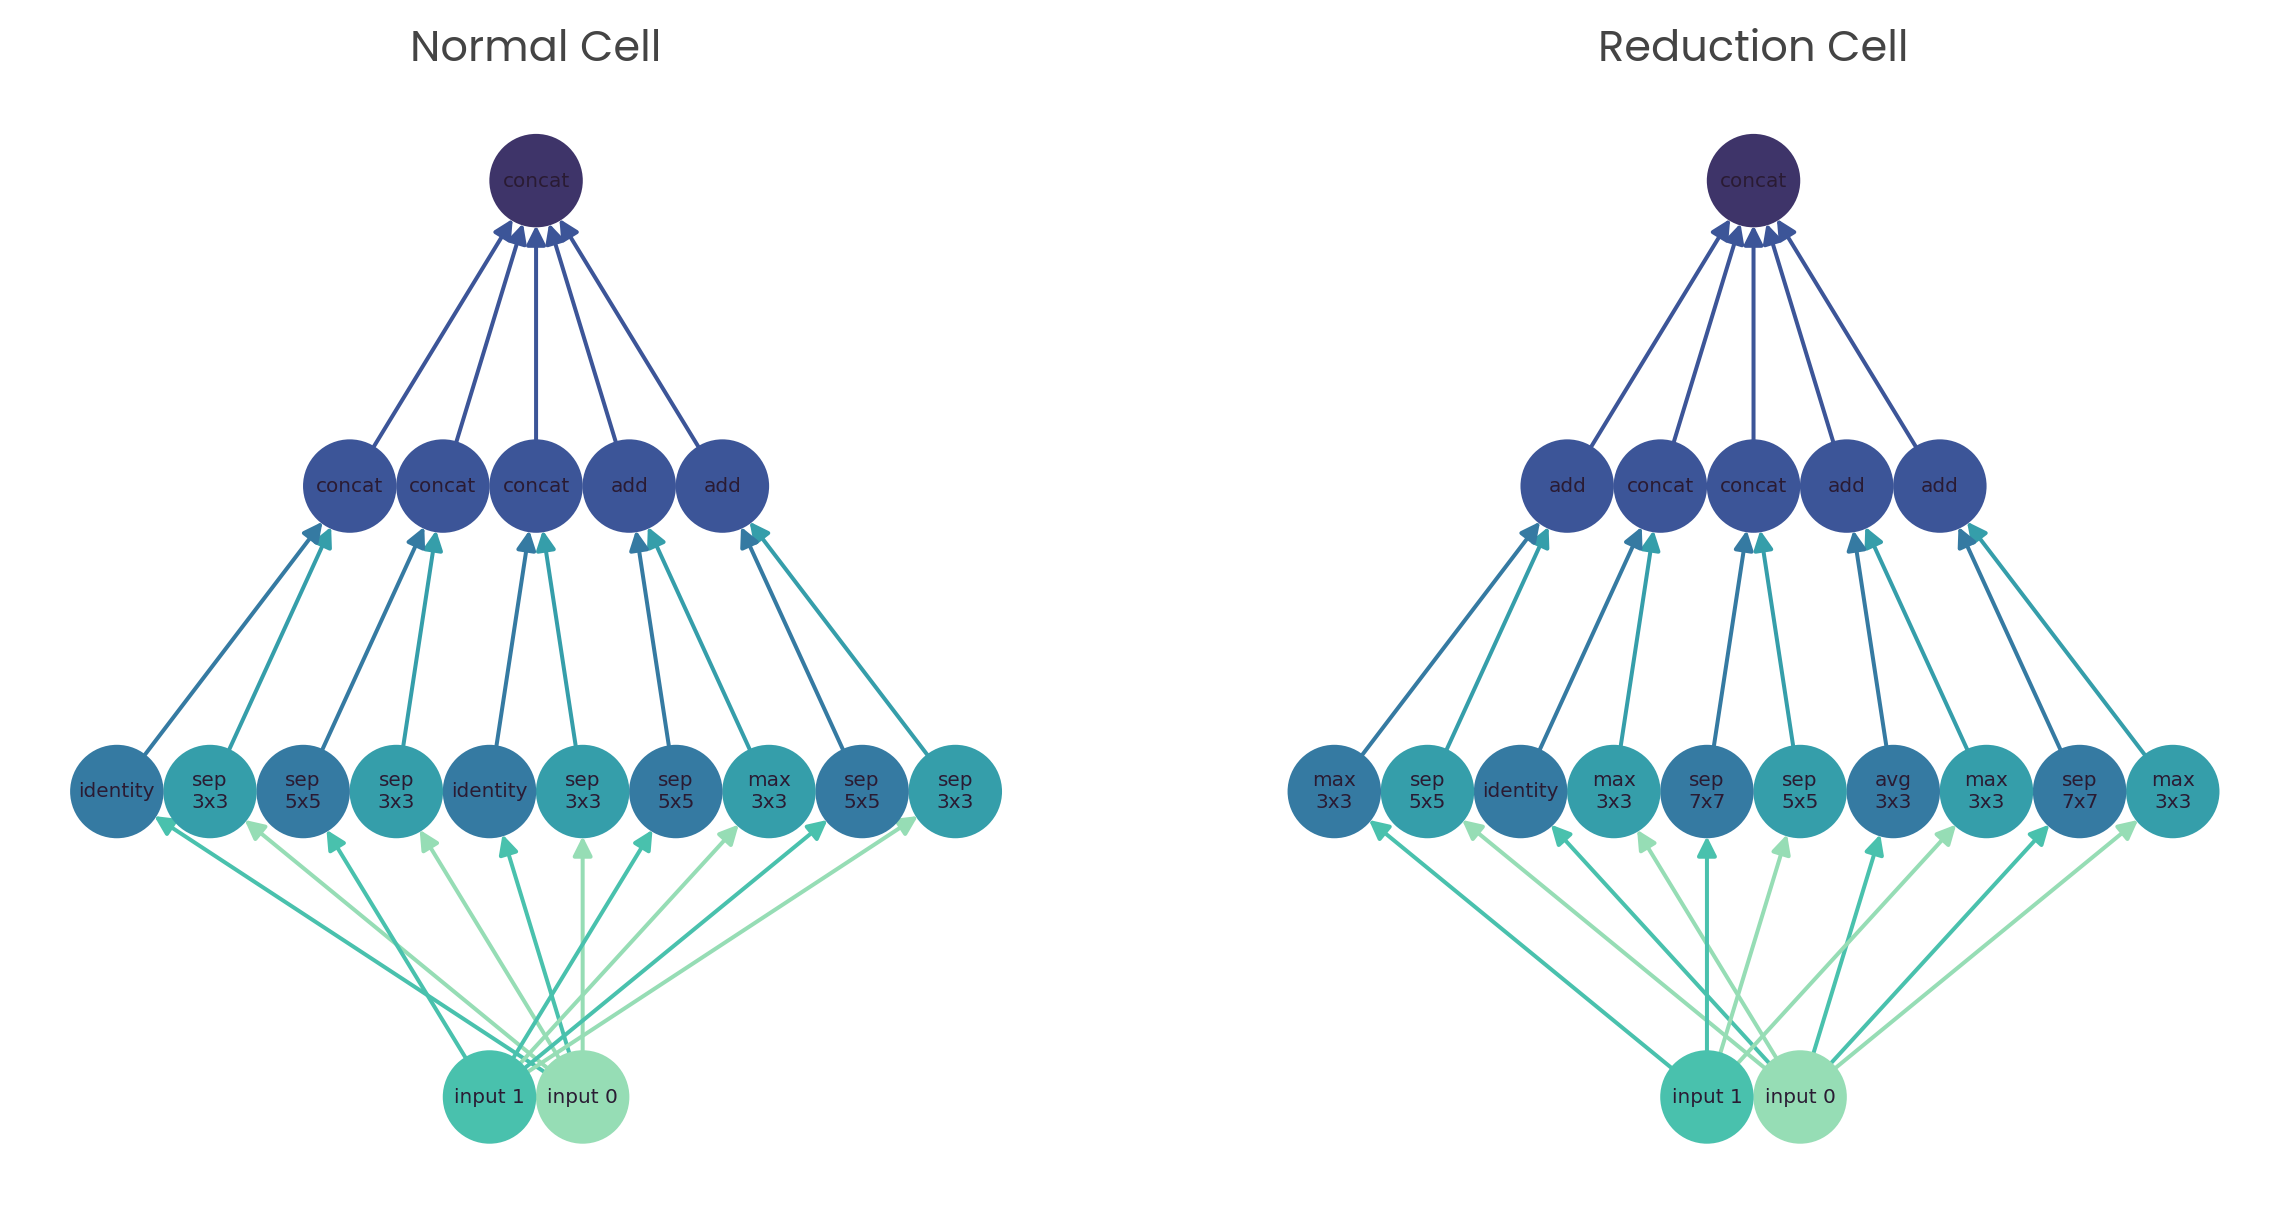 Normal Cell
concat
concat concat concat add add
identity sep 3x3 sep 5x5 sep 3x3 identity sep 3x3 sep 5x5 max 3x3 sep 5x5 sep 3x3
input 1 input 0
Reduction Cell
concat
add concat concat add add
max 3x3 sep 5x5 identity max 3x3 sep 7x7 sep 5x5 avg 3x3 max 3x3 sep 7x7 max 3x3
input 1 input 0